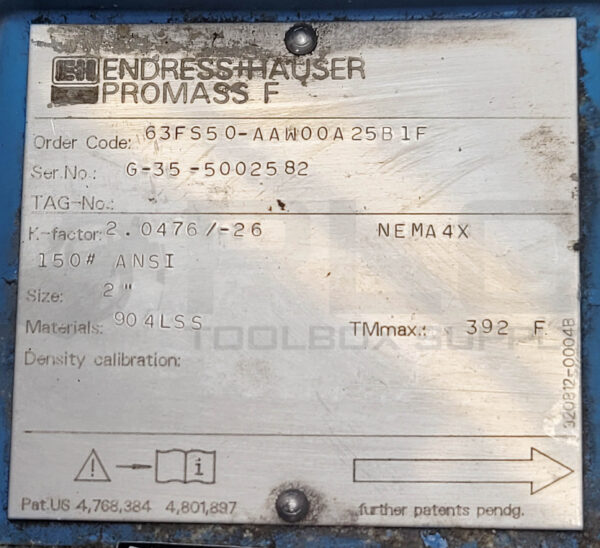 E+H ENDRESS+HAUSER
PROMASS F
Order Code: 63FS50-AAW00A25B1F
Ser.No.: G-35-5002582
TAG-No.:
K-factor: 2.0476/-26 NEMA4X
150# ANSI
Size: 2"
Materials: 904LSS TMmax.: 392 F
Density calibration:
TOOLBOX SUPPL
320812-0004B
i
Pat.US 4,768,384 4,801,897 further patents pendg.